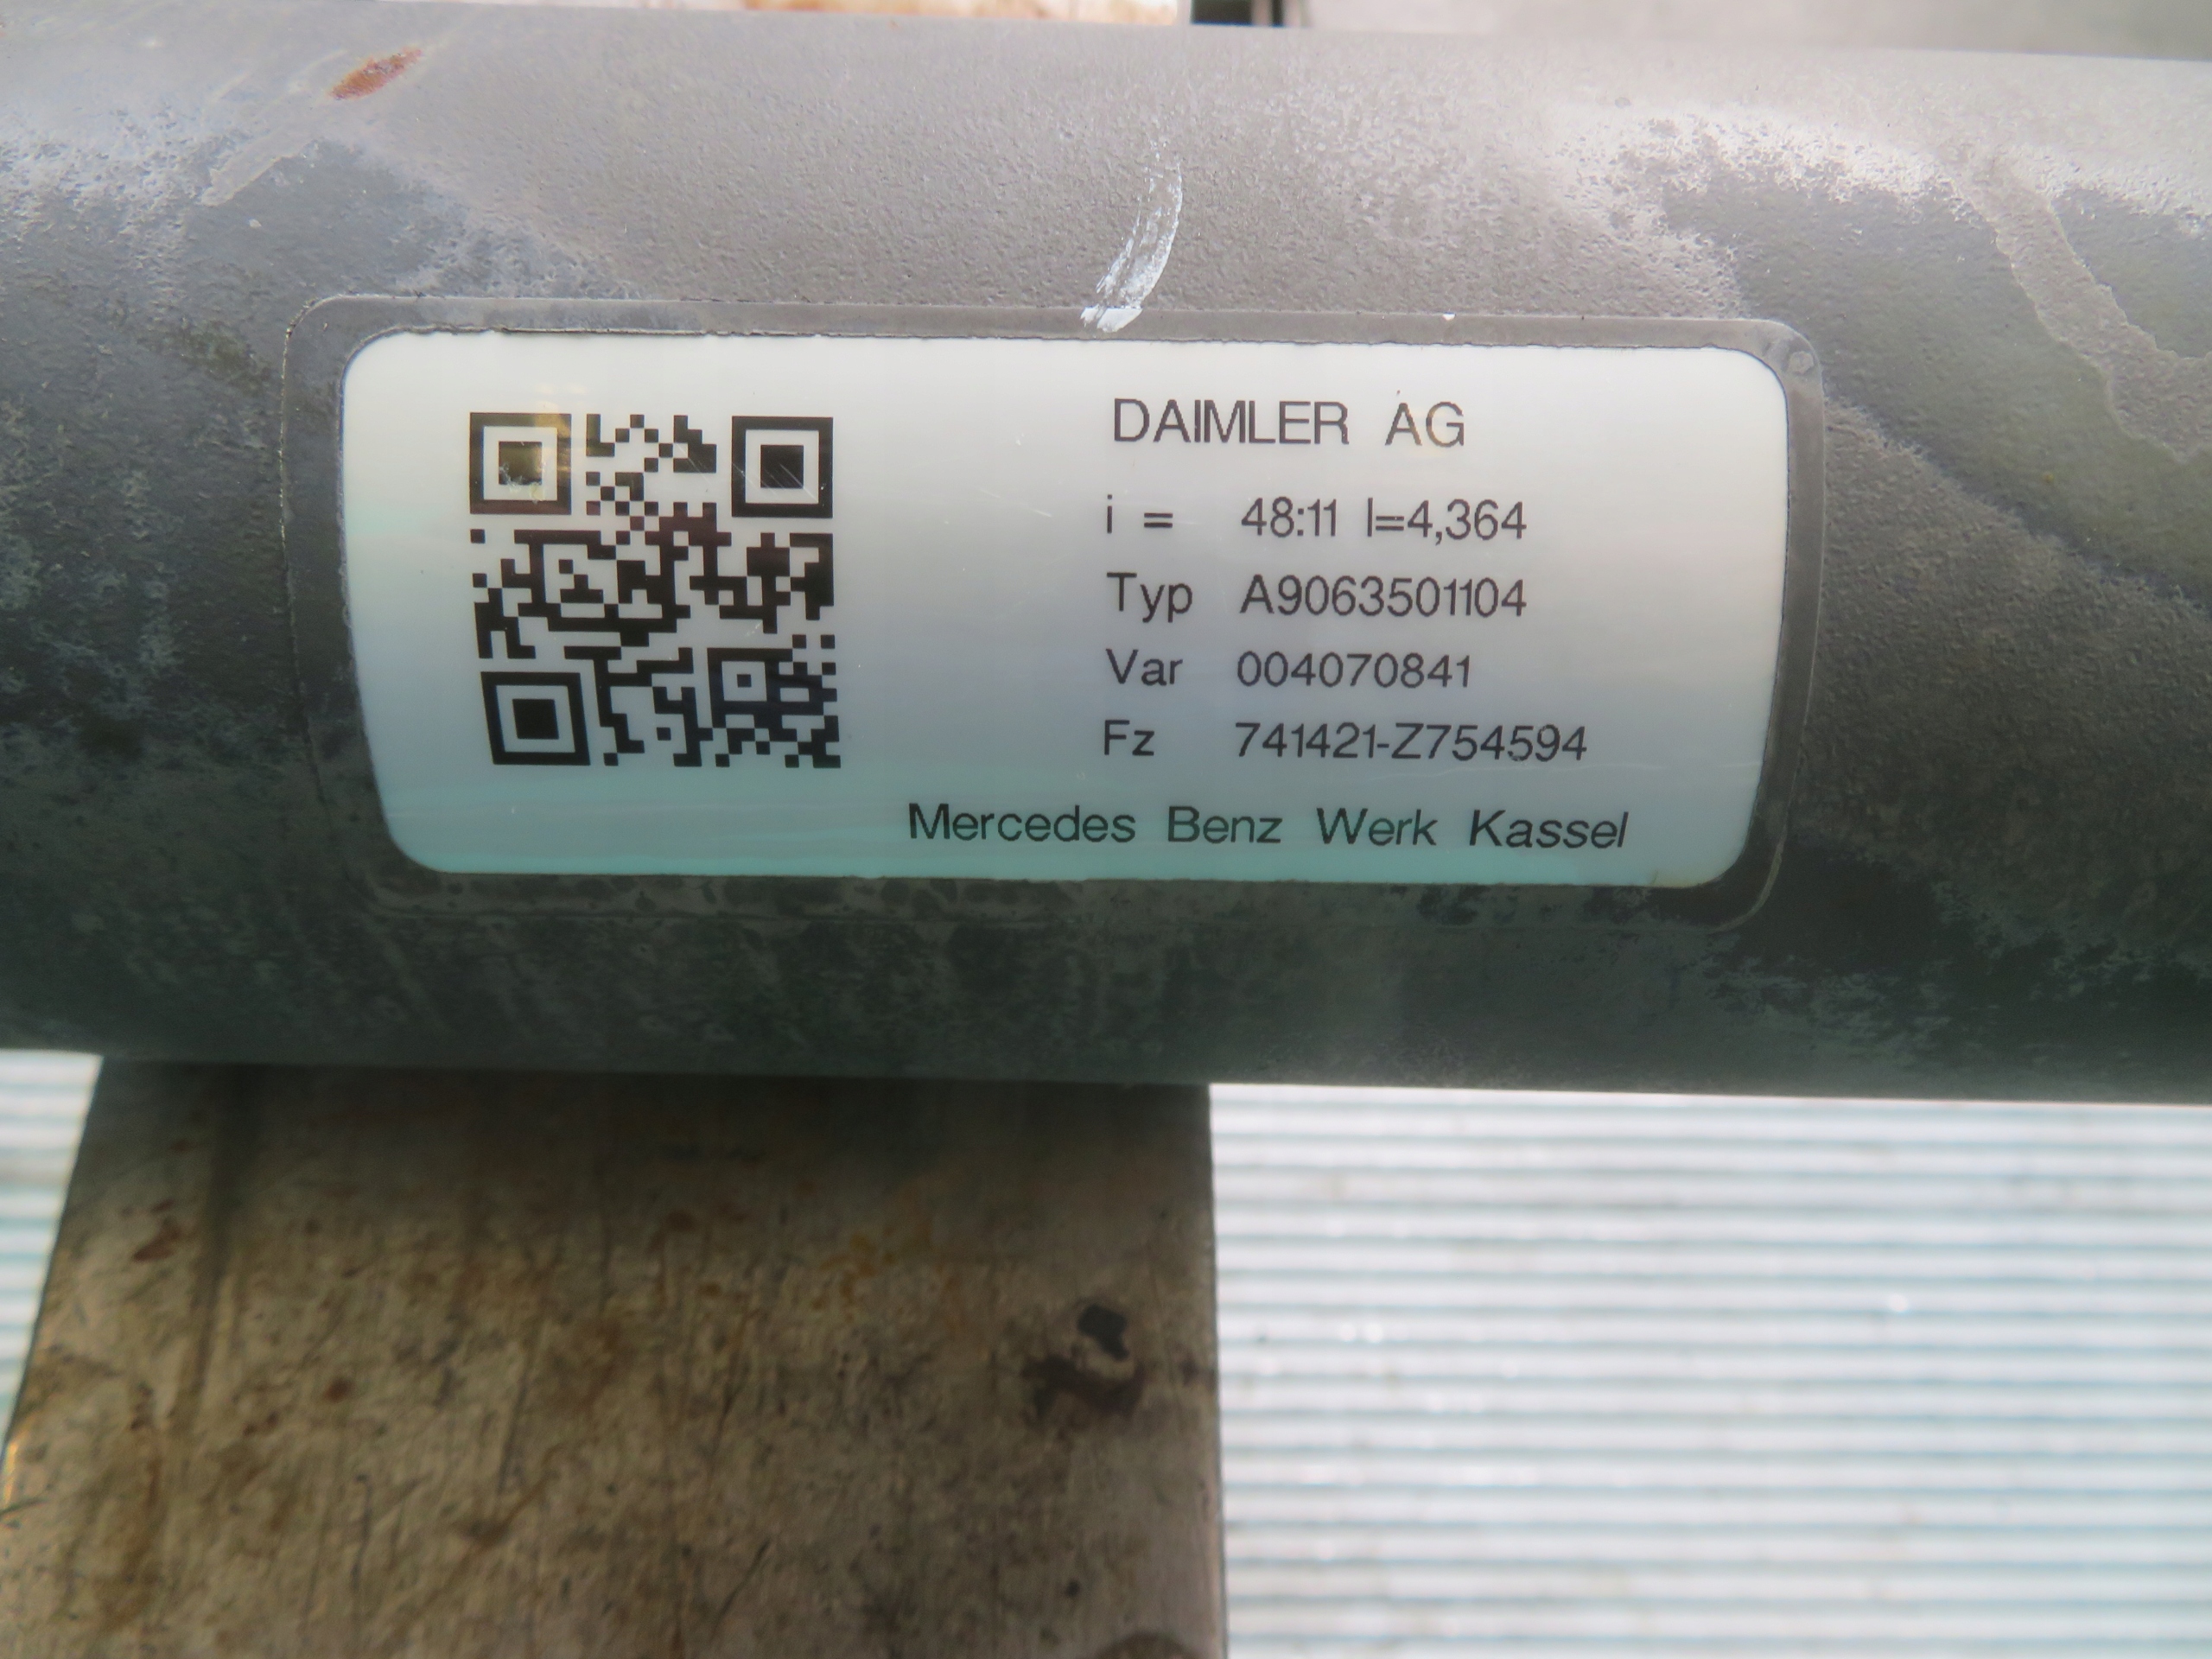 DAIMLER AG
i = 48:11 I=4,364
Typ A9063501104
Var 004070841
Fz 741421-Z754594
Mercedes Benz Werk Kassel